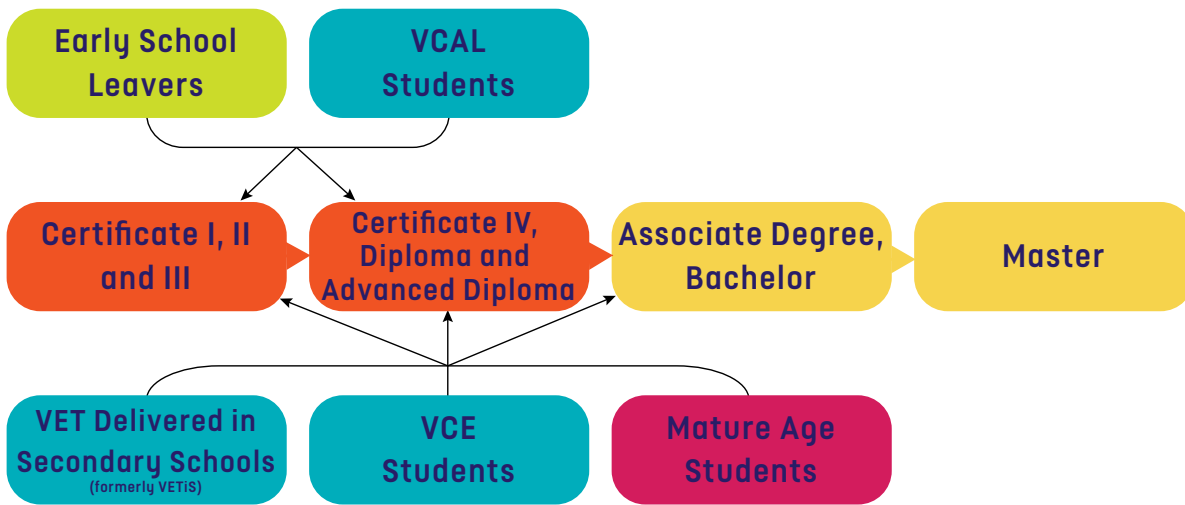 Early School
Leavers
VCAL
Students
Certificate I, II
and III
Certificate IV,
Diploma and
Advanced Diploma
Associate Degree,
Bachelor
Master
VET Delivered in
Secondary Schools
(formerly VETiS)
VCE
Students
Mature Age
Students